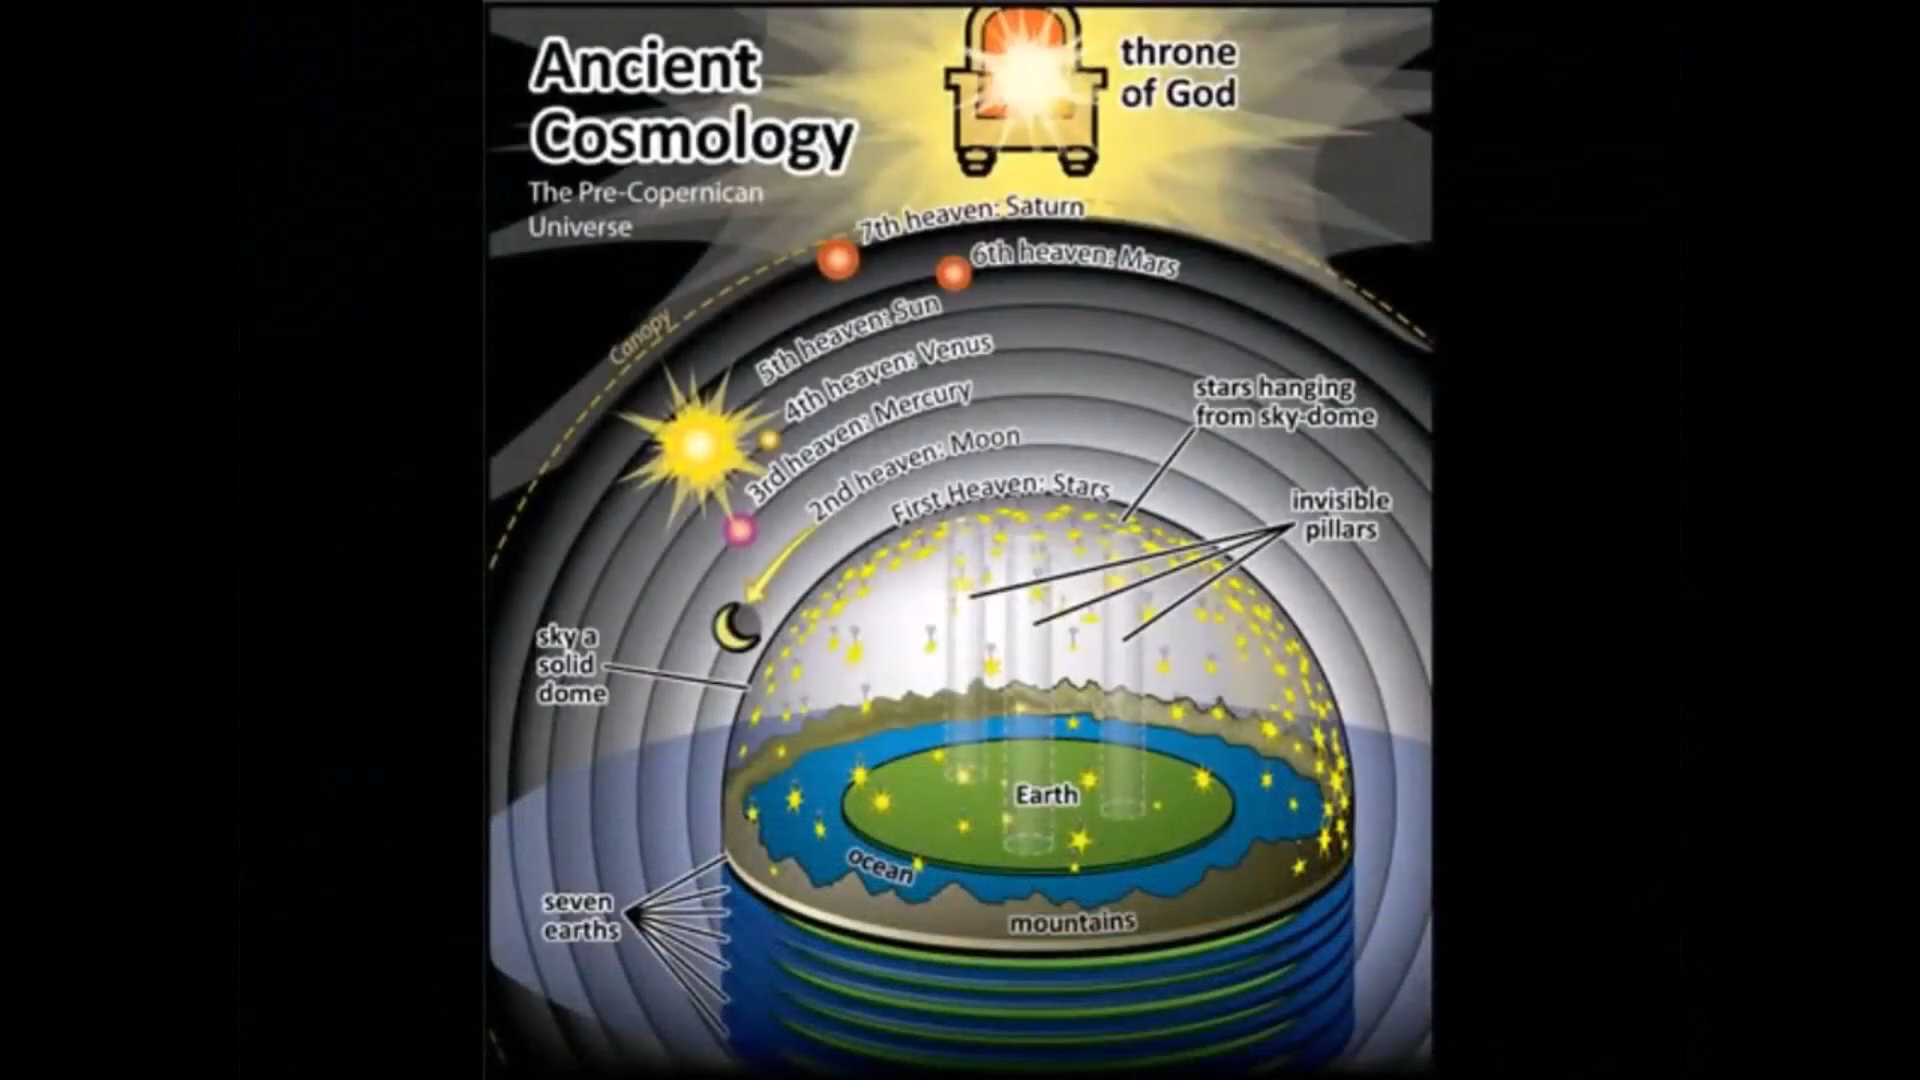 Ancient
Cosmology
The Pre-Copernican
Universe
throne
of God
7th heaven: Saturn
6th heaven: Mars
Canopy
5th heaven: Sun
4th heaven: Venus
3rd heaven: Mercury
2nd heaven: Moon
First Heaven: Stars
stars hanging
from sky-dome
invisible
pillars
sky a
solid
dome
Earth
ocean
mountains
seven
earths